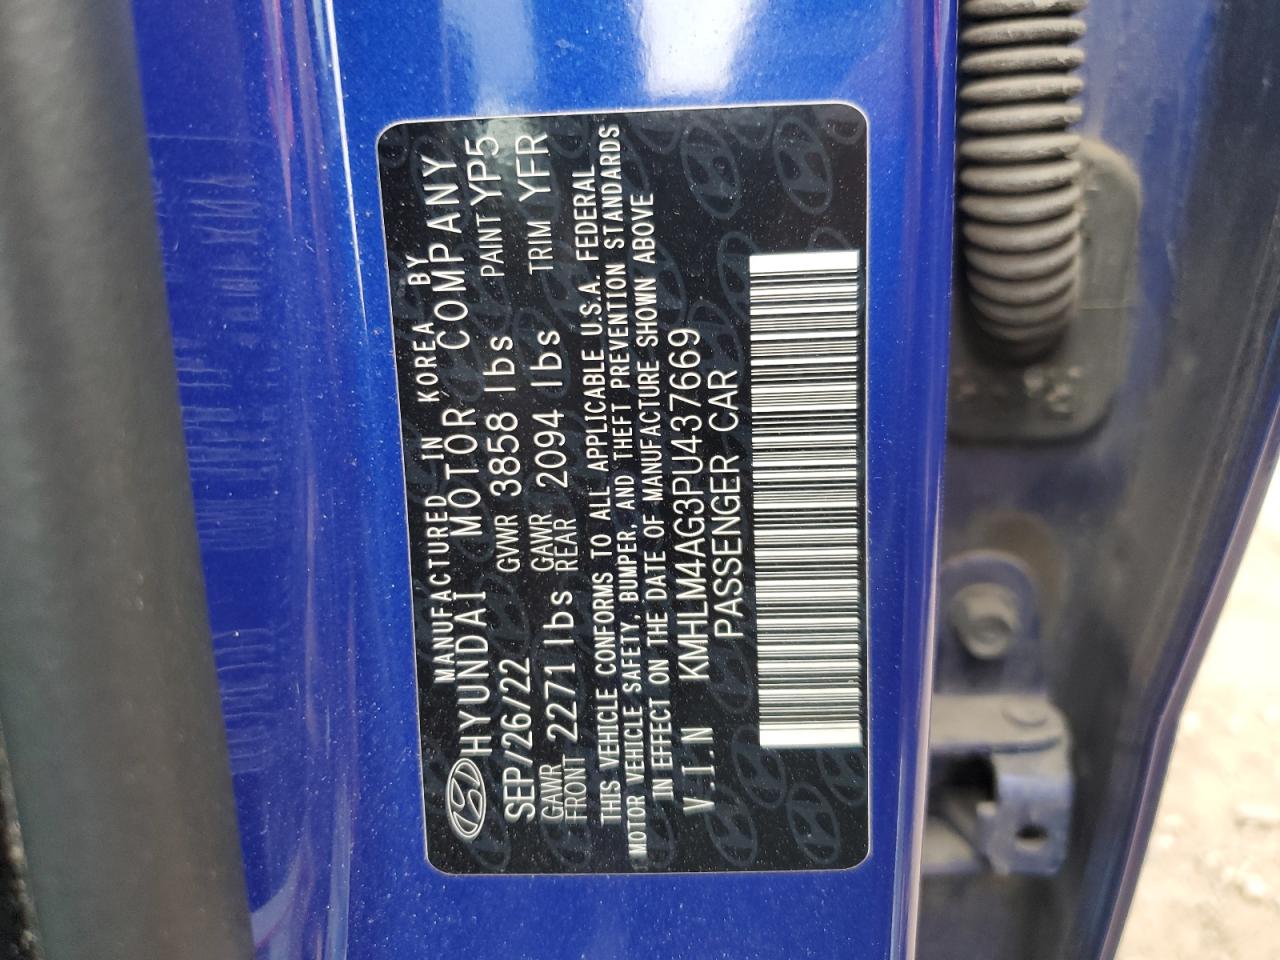 MANUFACTURED IN KOREA BY
HYUNDAI MOTOR COMPANY
SEP/26/22 GVWR 3858 lbs PAINT YP5
GAWR FRONT 2271 lbs GAWR REAR 2094 lbs TRIM YFR
THIS VEHICLE CONFORMS TO ALL APPLICABLE U.S.A. FEDERAL
MOTOR VEHICLE SAFETY, BUMPER, AND THEFT PREVENTION STANDARDS
IN EFFECT ON THE DATE OF MANUFACTURE SHOWN ABOVE
V.I.N KMHLM4AG3PU437669
PASSENGER CAR